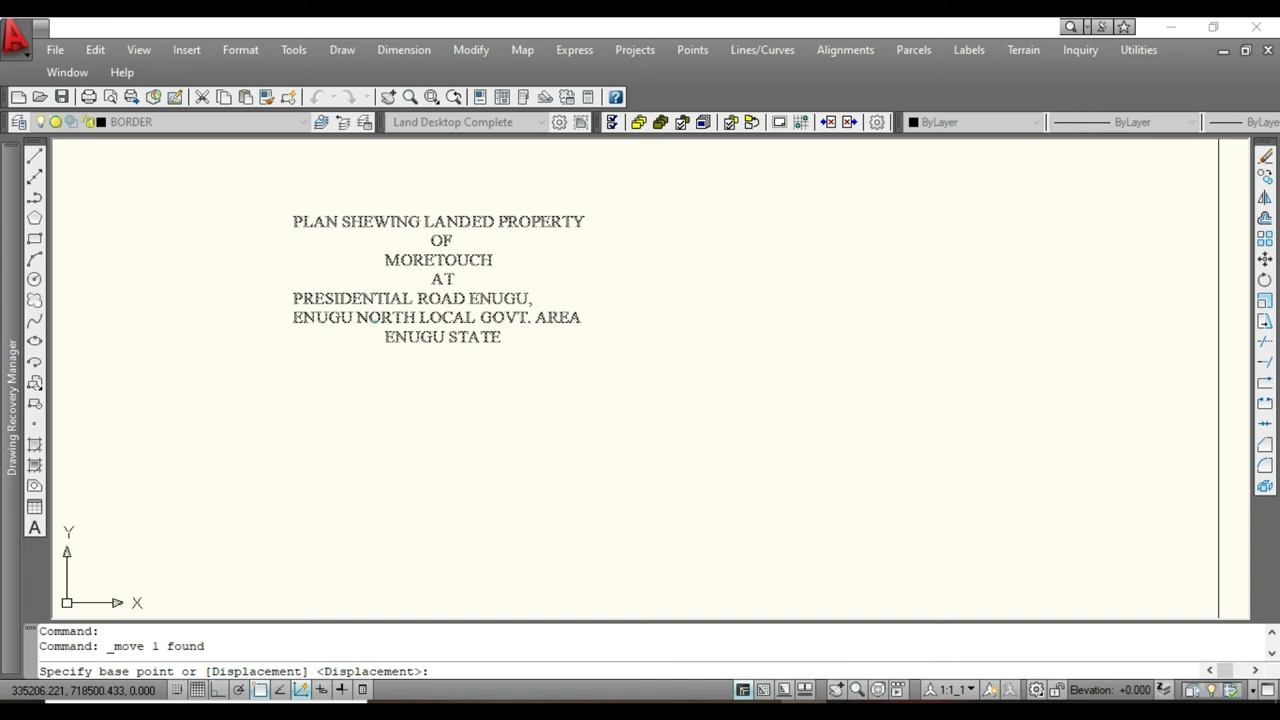 File Edit View Insert Format Tools Draw Dimension Modify Map Express Projects Points Lines/Curves Alignments Parcels Labels Terrain Inquiry Utilities
Window Help
BORDER Land Desktop Complete ByLayer ByLayer ByLaye
PLAN SHEWING LANDED PROPERTY
OF
MORETOUCH
AT
PRESIDENTIAL ROAD ENUGU,
ENUGU NORTH LOCAL GOVT. AREA
ENUGU STATE
Drawing Recovery Manager
A
Y
X
Command:
Command: _move 1 found
Specify base point or [Displacement] <Displacement>:
335206.221, 718500.433, 0.000 1:1 Elevation: +0.000